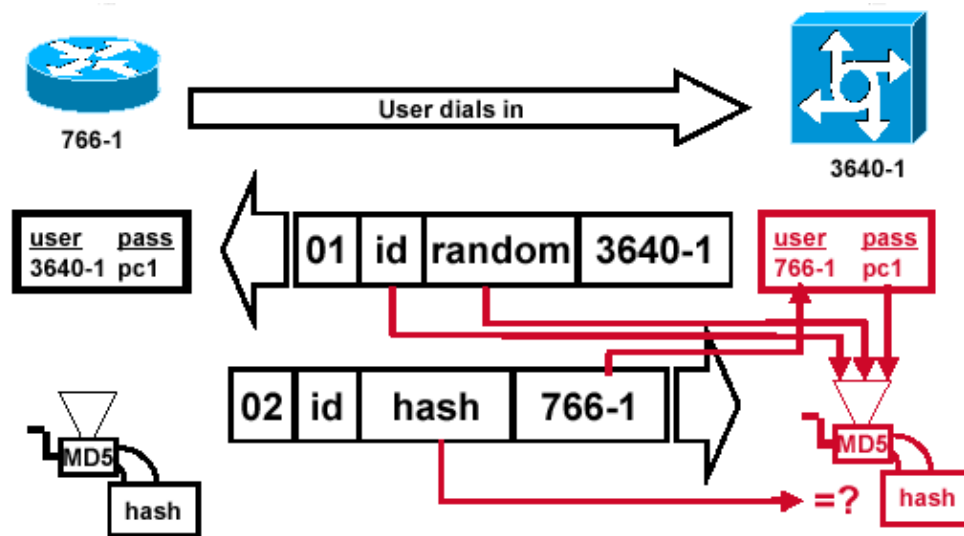 User dials in
766-1
3640-1
user pass
3640-1 pc1
01 id random 3640-1
user pass
766-1 pc1
02 id hash 766-1
MD5
hash
=?
MD5
hash